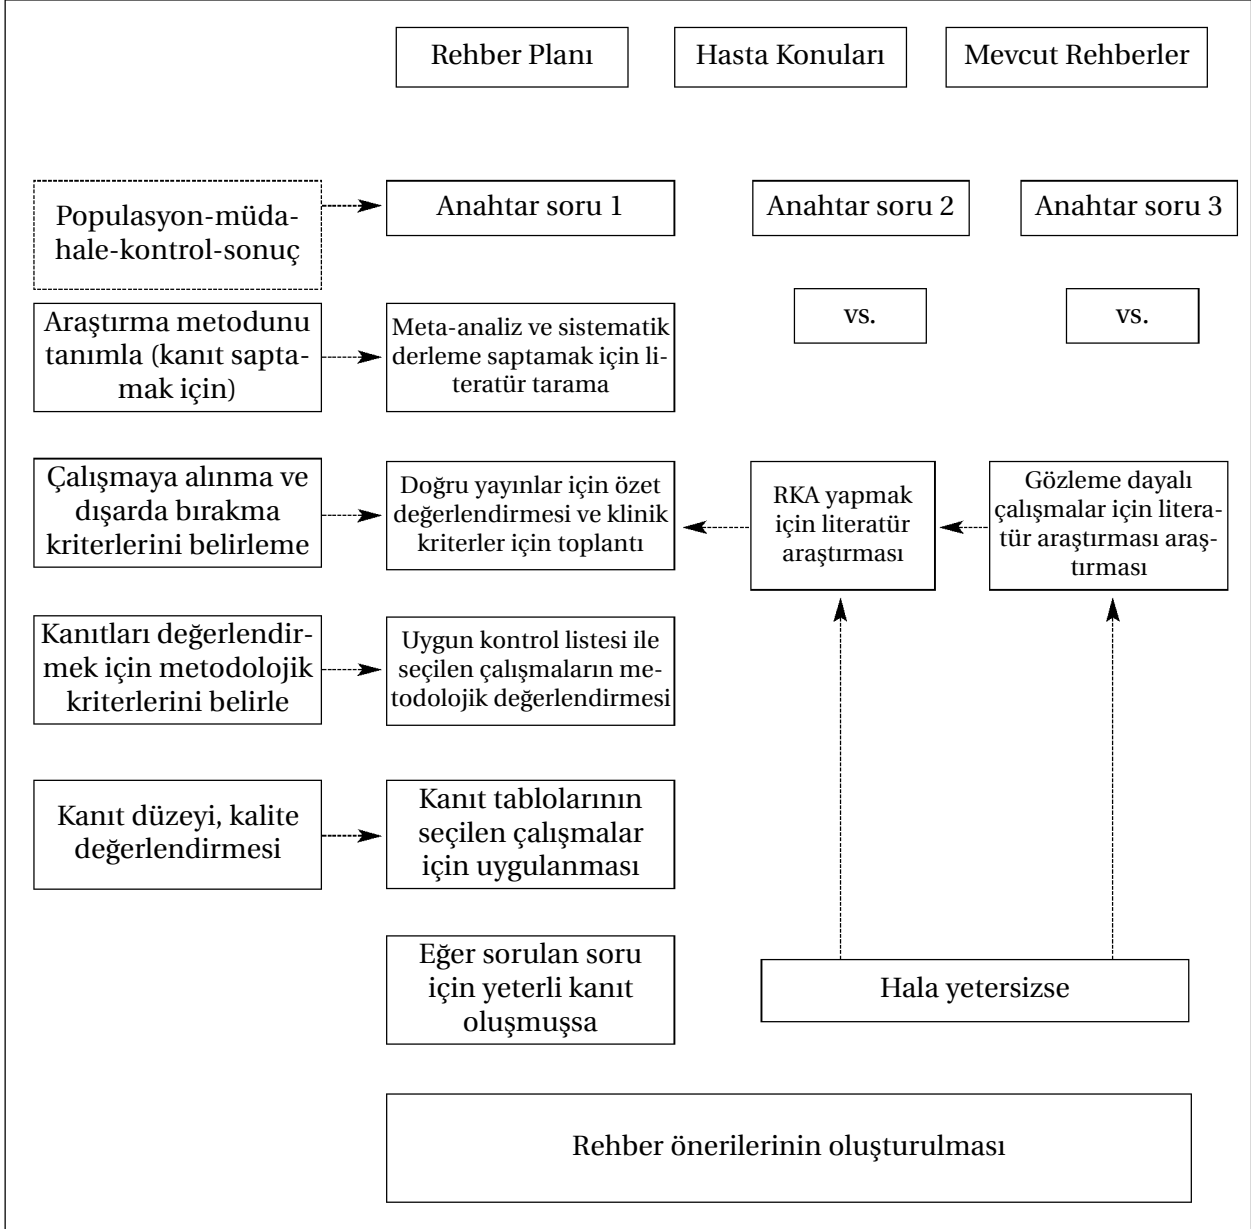 Rehber Planı
Hasta Konuları
Mevcut Rehberler
Populasyon-müda-
hale-kontrol-sonuç
Anahtar soru 1
Anahtar soru 2
Anahtar soru 3
Araştırma metodunu
tanımla (kanıt sapta-
mak için)
Meta-analiz ve sistematik
derleme saptamak için li-
teratür tarama
vs.
vs.
Çalışmaya alınma ve
dışarda bırakma
kriterlerini belirleme
Doğru yayınlar için özet
değerlendirmesi ve klinik
kriterler için toplantı
RKA yapmak
için literatür
araştırması
Gözleme dayalı
çalışmalar için litera-
tür araştırması araş-
tırması
Kanıtları değerlendir-
mek için metodolojik
kriterlerini belirle
Uygun kontrol listesi ile
seçilen çalışmaların me-
todolojik değerlendirmesi
Kanıt düzeyi, kalite
değerlendirmesi
Kanıt tablolarının
seçilen çalışmalar
için uygulanması
Eğer sorulan soru
için yeterli kanıt
oluşmuşsa
Hala yetersizse
Rehber önerilerinin oluşturulması